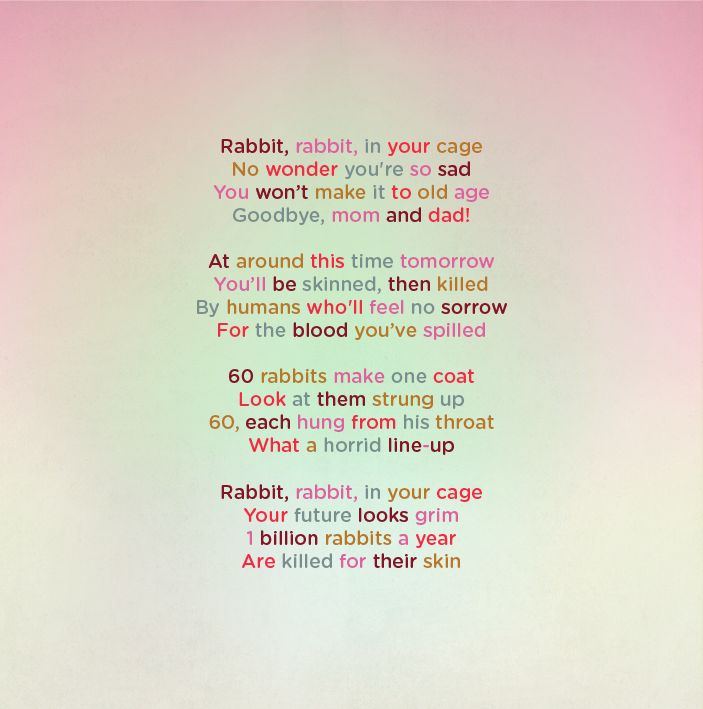 Rabbit, rabbit, in your cage
No wonder you're so sad
You won’t make it to old age
Goodbye, mom and dad!
At around this time tomorrow
You’ll be skinned, then killed
By humans who'll feel no sorrow
For the blood you’ve spilled
60 rabbits make one coat
Look at them strung up
60, each hung from his throat
What a horrid line-up
Rabbit, rabbit, in your cage
Your future looks grim
1 billion rabbits a year
Are killed for their skin